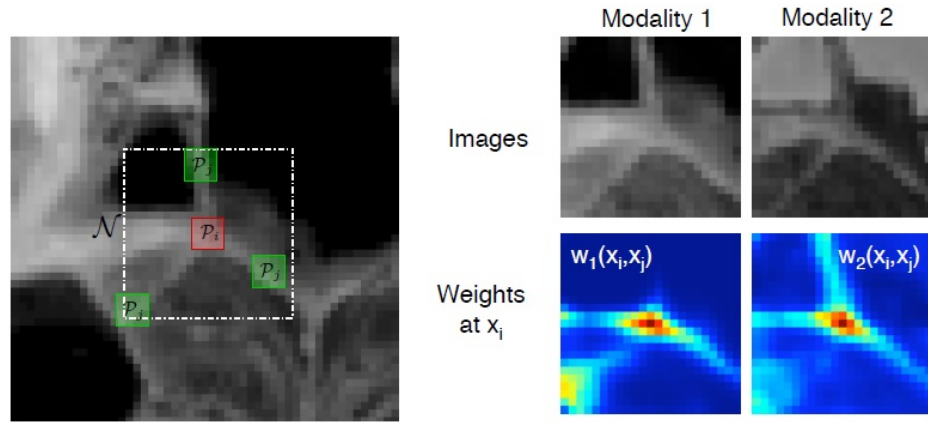 Modality 1
Modality 2
Images
Weights
at xᵢ
w₁(xᵢ,xⱼ)
w₂(xᵢ,xⱼ)
𝒫ⱼ
𝒩
𝒫ᵢ
𝒫ⱼ
𝒫ⱼ